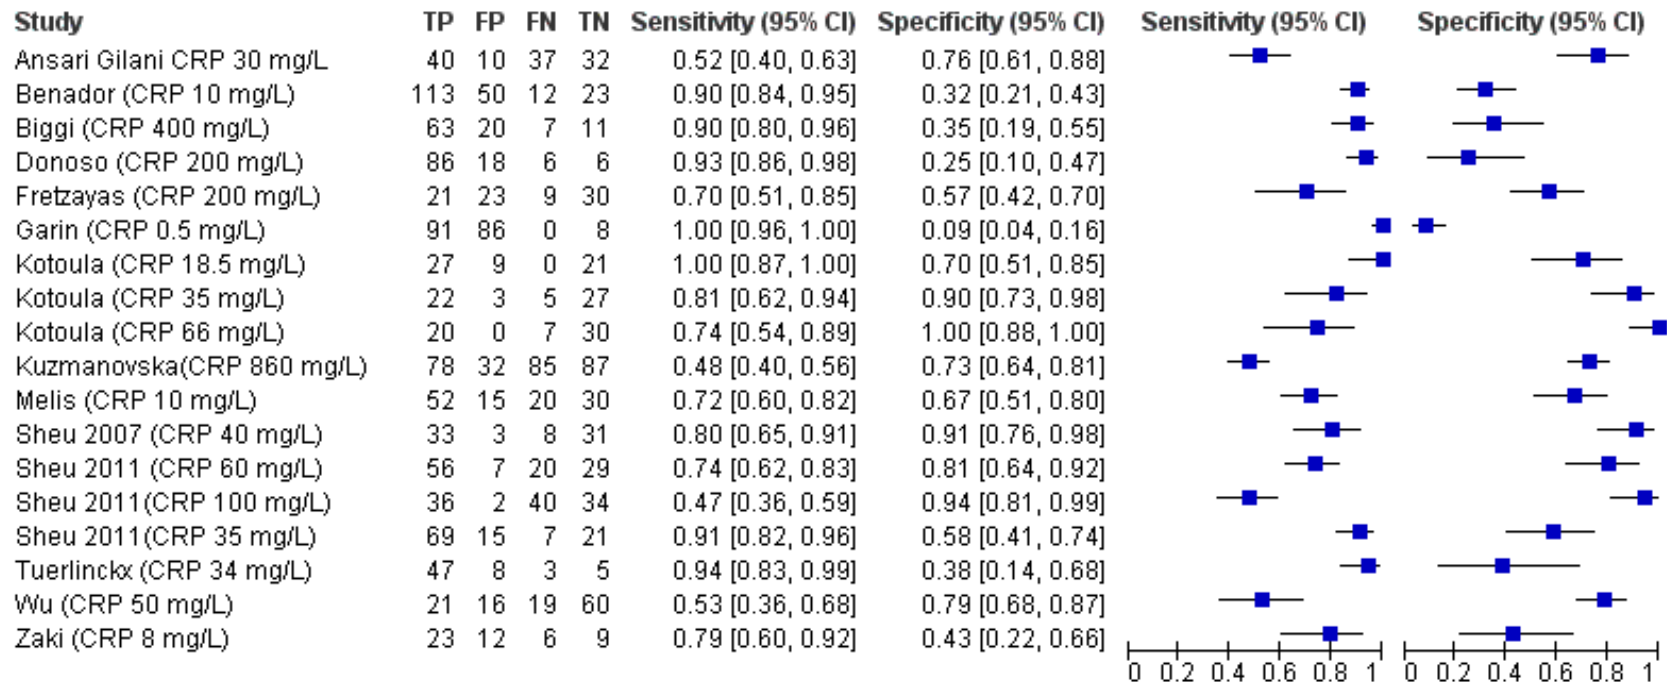 Study TP FP FN TN Sensitivity (95% CI) Specificity (95% CI) Sensitivity (95% CI) Specificity (95% CI)
Ansari Gilani CRP 30 mg/L 40 10 37 32 0.52 [0.40, 0.63] 0.76 [0.61, 0.88]
Benador (CRP 10 mg/L) 113 50 12 23 0.90 [0.84, 0.95] 0.32 [0.21, 0.43]
Biggi (CRP 400 mg/L) 63 20 7 11 0.90 [0.80, 0.96] 0.35 [0.19, 0.55]
Donoso (CRP 200 mg/L) 86 18 6 6 0.93 [0.86, 0.98] 0.25 [0.10, 0.47]
Fretzayas (CRP 200 mg/L) 21 23 9 30 0.70 [0.51, 0.85] 0.57 [0.42, 0.70]
Garin (CRP 0.5 mg/L) 91 86 0 8 1.00 [0.96, 1.00] 0.09 [0.04, 0.16]
Kotoula (CRP 18.5 mg/L) 27 9 0 21 1.00 [0.87, 1.00] 0.70 [0.51, 0.85]
Kotoula (CRP 35 mg/L) 22 3 5 27 0.81 [0.62, 0.94] 0.90 [0.73, 0.98]
Kotoula (CRP 66 mg/L) 20 0 7 30 0.74 [0.54, 0.89] 1.00 [0.88, 1.00]
Kuzmanovska(CRP 860 mg/L) 78 32 85 87 0.48 [0.40, 0.56] 0.73 [0.64, 0.81]
Melis (CRP 10 mg/L) 52 15 20 30 0.72 [0.60, 0.82] 0.67 [0.51, 0.80]
Sheu 2007 (CRP 40 mg/L) 33 3 8 31 0.80 [0.65, 0.91] 0.91 [0.76, 0.98]
Sheu 2011 (CRP 60 mg/L) 56 7 20 29 0.74 [0.62, 0.83] 0.81 [0.64, 0.92]
Sheu 2011(CRP 100 mg/L) 36 2 40 34 0.47 [0.36, 0.59] 0.94 [0.81, 0.99]
Sheu 2011(CRP 35 mg/L) 69 15 7 21 0.91 [0.82, 0.96] 0.58 [0.41, 0.74]
Tuerlinckx (CRP 34 mg/L) 47 8 3 5 0.94 [0.83, 0.99] 0.38 [0.14, 0.68]
Wu (CRP 50 mg/L) 21 16 19 60 0.53 [0.36, 0.68] 0.79 [0.68, 0.87]
Zaki (CRP 8 mg/L) 23 12 6 9 0.79 [0.60, 0.92] 0.43 [0.22, 0.66]
0 0.2 0.4 0.6 0.8 1 0 0.2 0.4 0.6 0.8 1